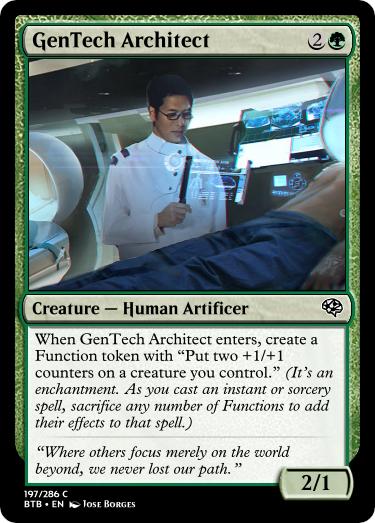 GenTech Architect 2
Creature — Human Artificer
When GenTech Architect enters, create a
Function token with “Put two +1/+1
counters on a creature you control.” (It’s an
enchantment. As you cast an instant or sorcery
spell, sacrifice any number of Functions to add
their effects to that spell.)
“Where others focus merely on the world
beyond, we never lost our path.”
2/1
197/286 C
BTB • EN Jose Borges